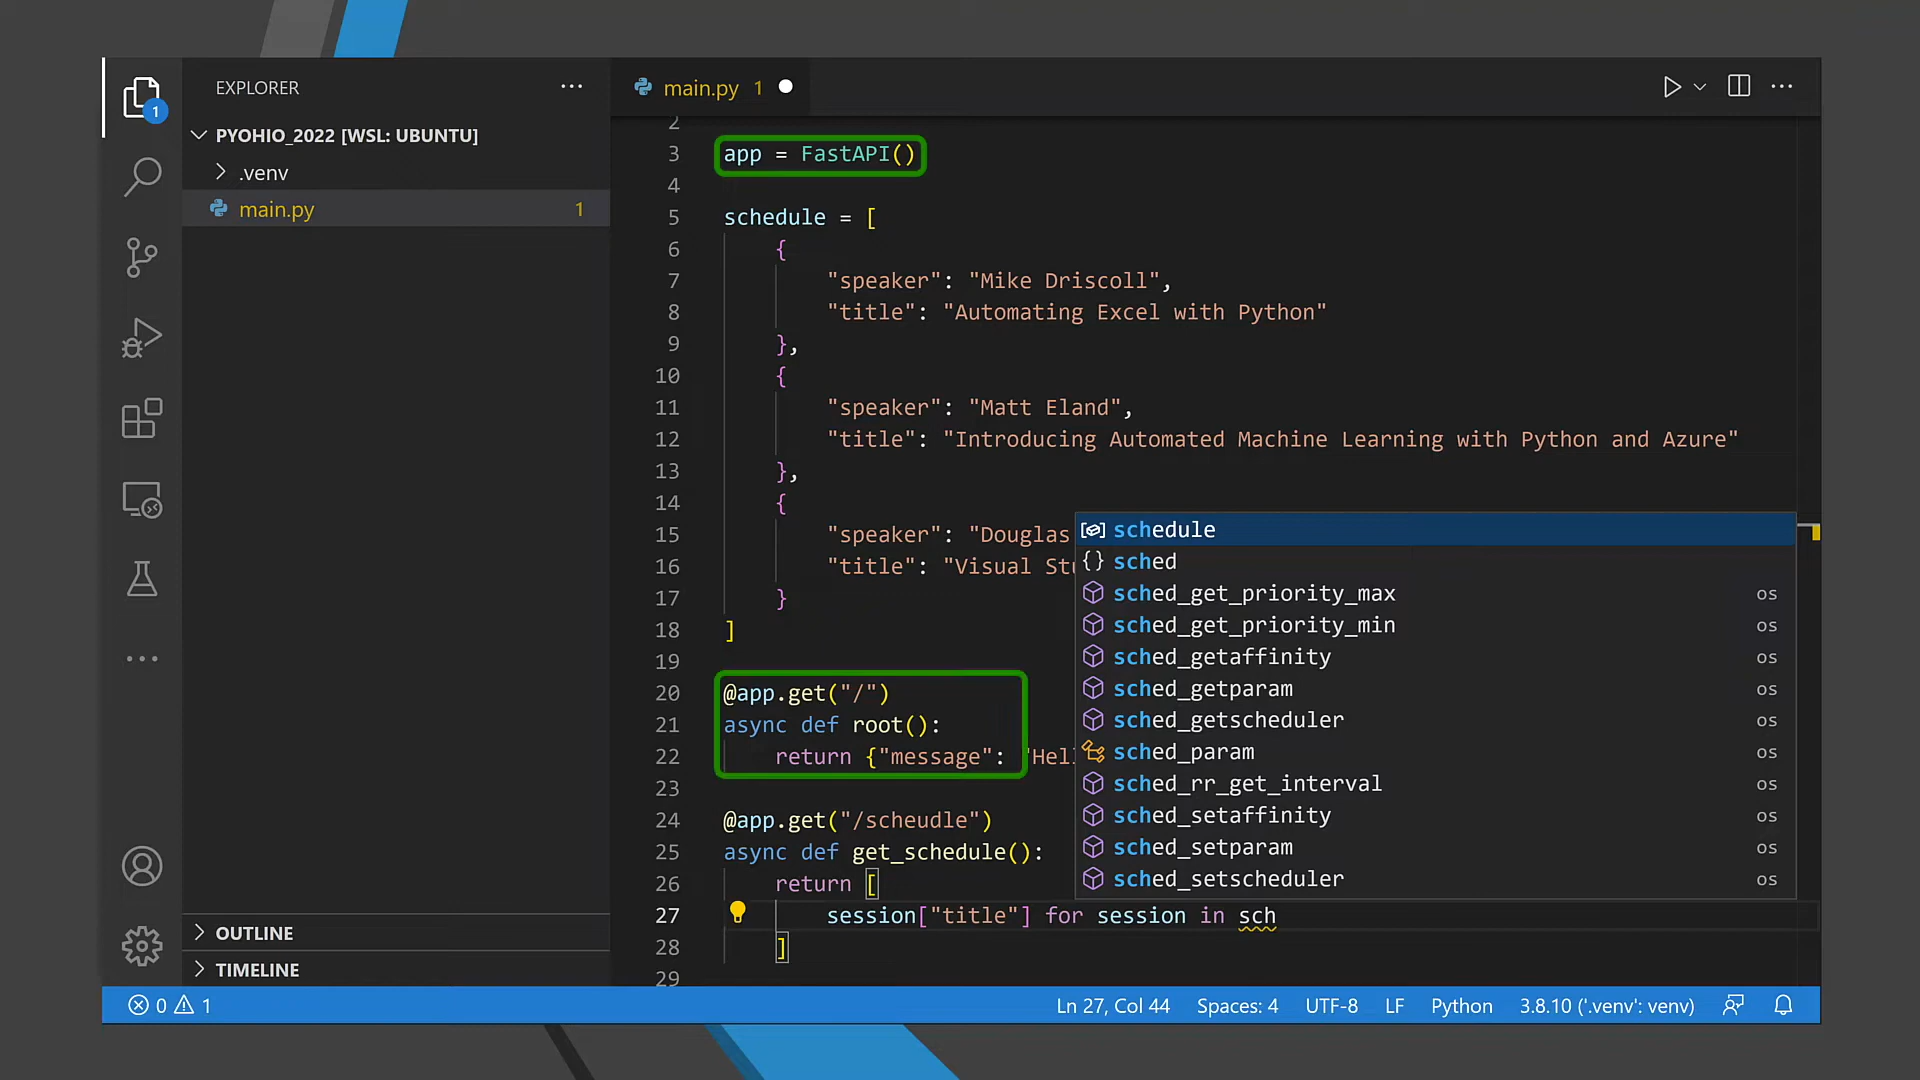 EXPLORER
1
PYOHIO_2022 [WSL: UBUNTU]
.venv
main.py 1
OUTLINE
TIMELINE
main.py 1
2
3 app = FastAPI()
4
5 schedule = [
6 {
7 "speaker": "Mike Driscoll",
8 "title": "Automating Excel with Python"
9 },
10 {
11 "speaker": "Matt Eland",
12 "title": "Introducing Automated Machine Learning with Python and Azure"
13 },
14 {
15 "speaker": "Douglas
16 "title": "Visual
17 }
18 ]
19
20 @app.get("/")
21 async def root():
22 return {"message":
23
24 @app.get("/scheudle")
25 async def get_schedule():
26 return [
27 session["title"] for session in sch
28 ]
29
schedule
sched
sched_get_priority_max os
sched_get_priority_min os
sched_getaffinity os
sched_getparam os
sched_getscheduler os
sched_param os
sched_rr_get_interval os
sched_setaffinity os
sched_setparam os
sched_setscheduler os
0 1
Ln 27, Col 44 Spaces: 4 UTF-8 LF Python 3.8.10 ('.venv': venv)